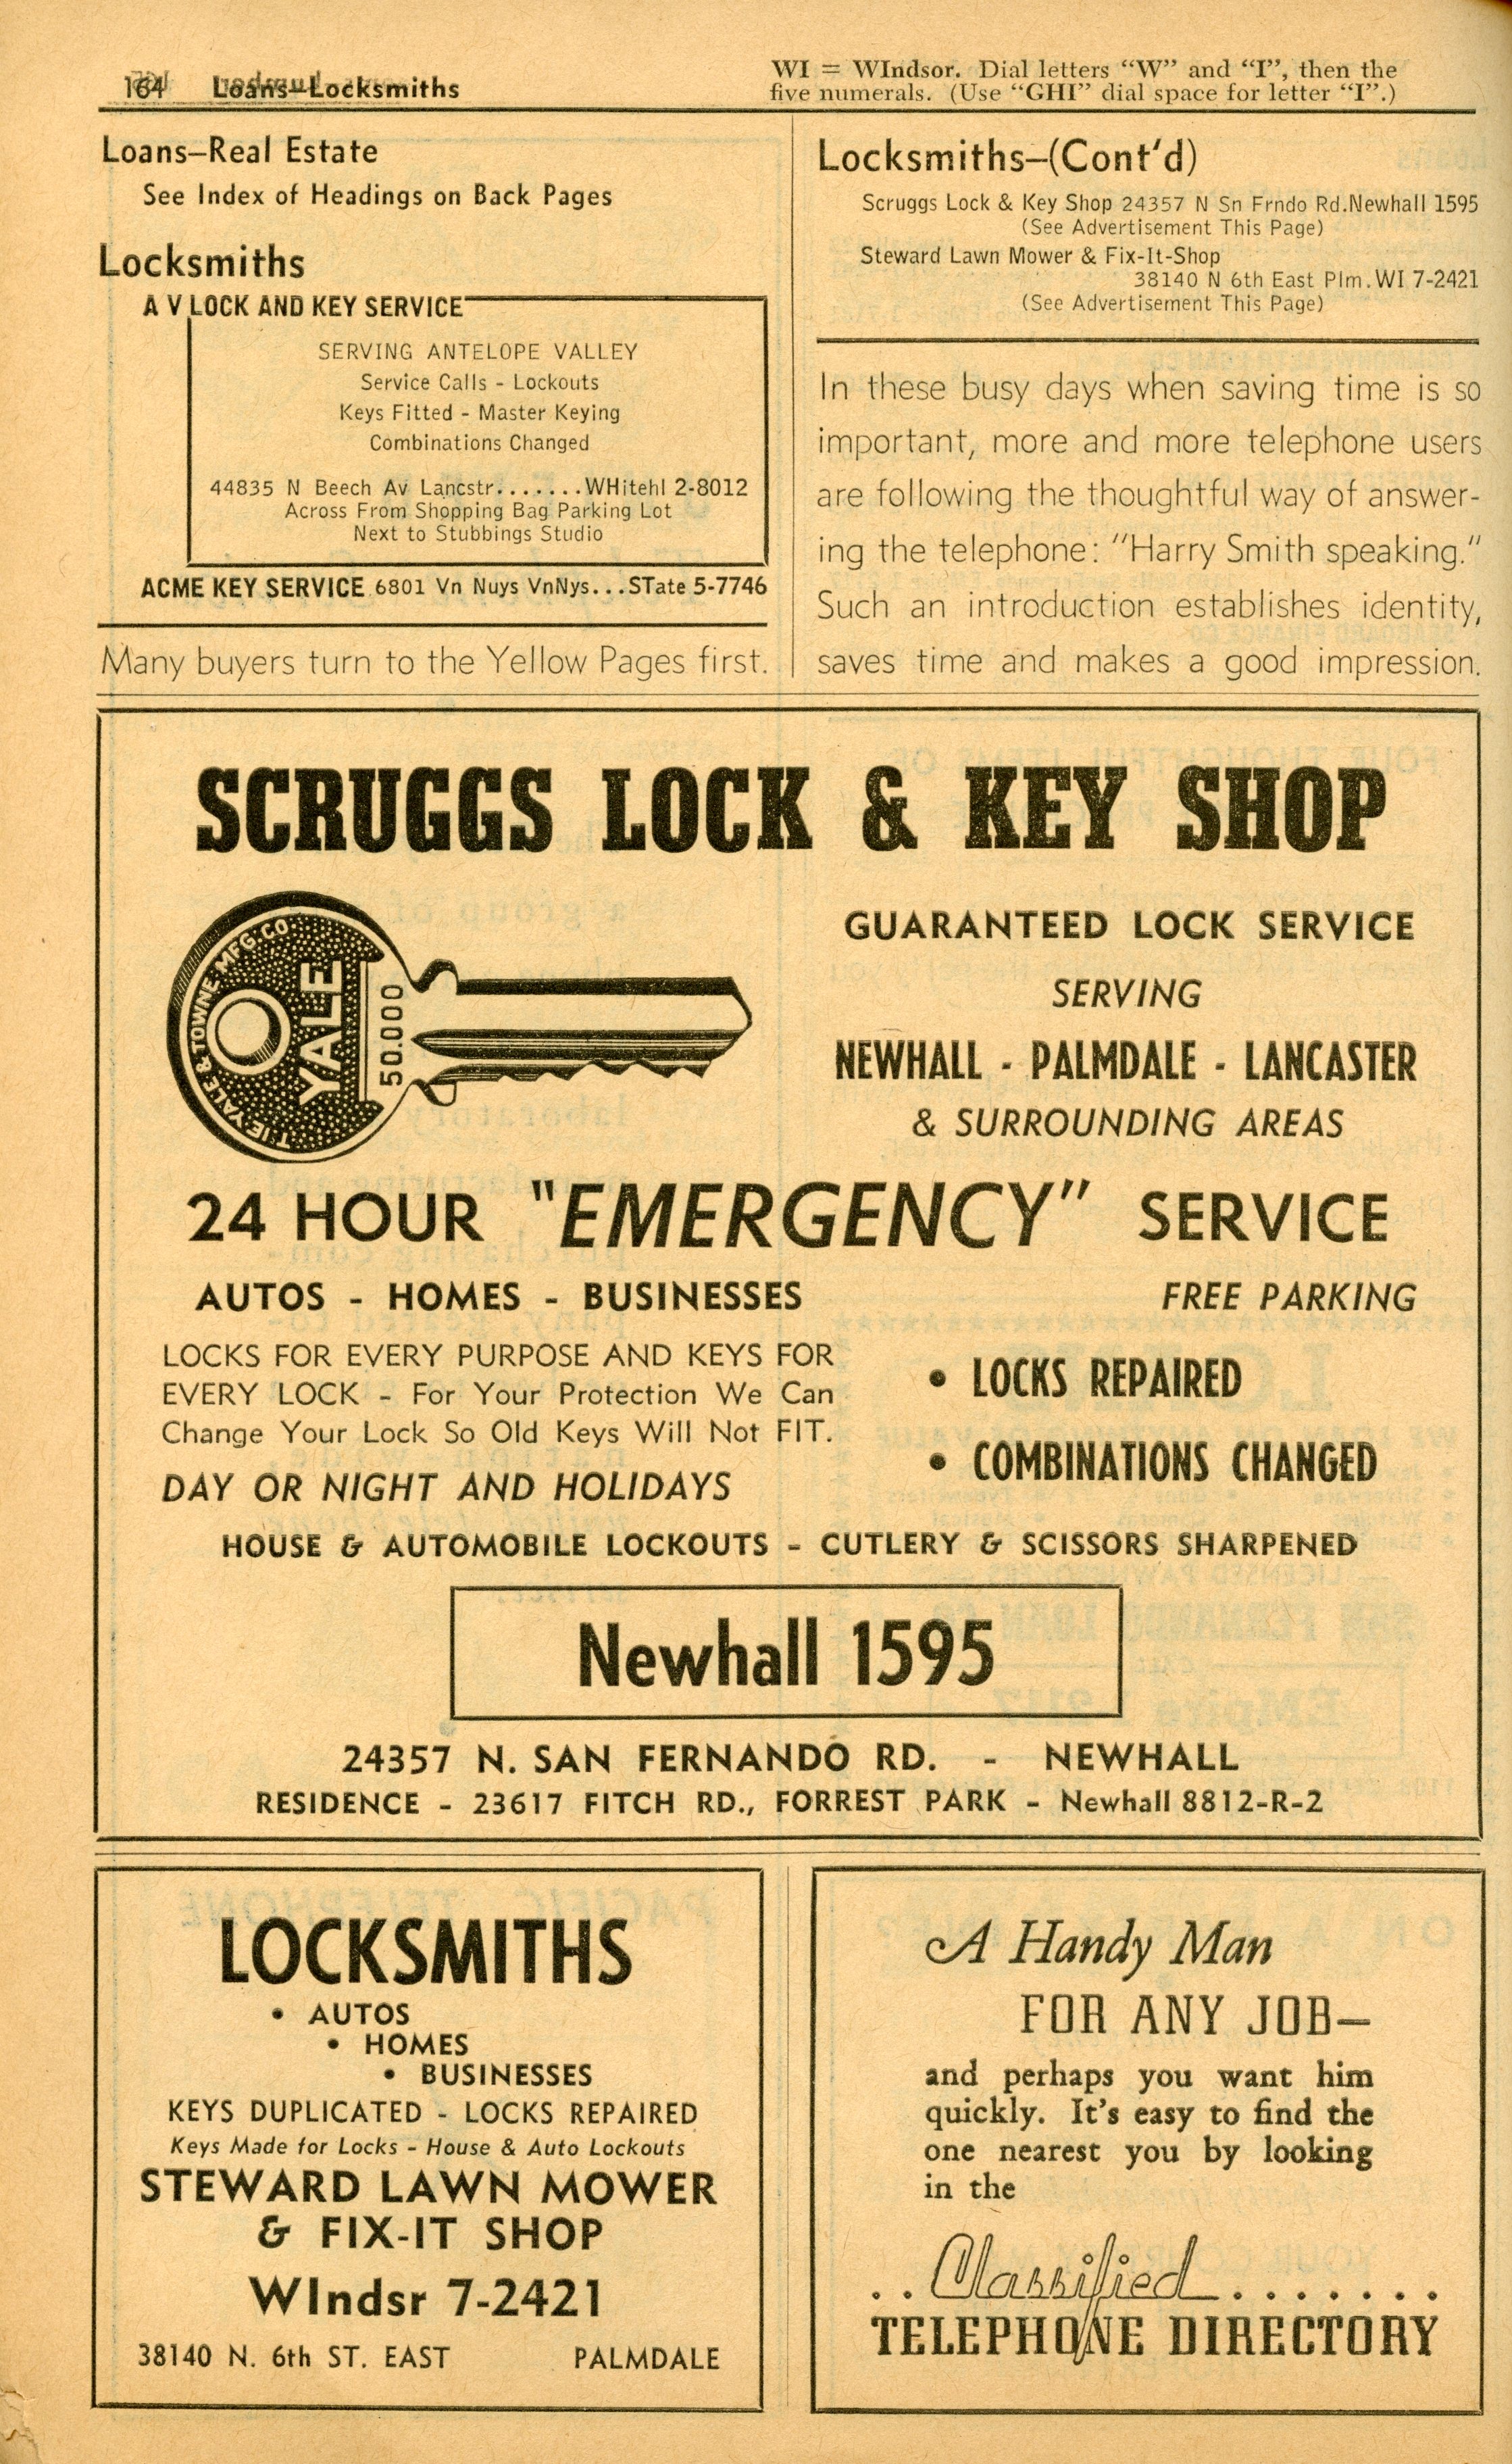 164 Loans–Locksmiths
WI = WIndsor. Dial letters “W” and “I”, then the
five numerals. (Use “GHI” dial space for letter “I”.)
Loans–Real Estate
See Index of Headings on Back Pages
Locksmiths
A V LOCK AND KEY SERVICE
SERVING ANTELOPE VALLEY
Service Calls - Lockouts
Keys Fitted - Master Keying
Combinations Changed
44835 N Beech Av Lancstr.......WHitehl 2-8012
Across From Shopping Bag Parking Lot
Next to Stubbings Studio
ACME KEY SERVICE 6801 Vn Nuys VnNys...STate 5-7746
Many buyers turn to the Yellow Pages first.
Locksmiths–(Cont'd)
Scruggs Lock & Key Shop 24357 N Sn Frndo Rd.Newhall 1595
(See Advertisement This Page)
Steward Lawn Mower & Fix-It-Shop
38140 N 6th East Plm.WI 7-2421
(See Advertisement This Page)
In these busy days when saving time is so
important, more and more telephone users
are following the thoughtful way of answer-
ing the telephone: "Harry Smith speaking."
Such an introduction establishes identity,
saves time and makes a good impression.
SCRUGGS LOCK & KEY SHOP
THE YALE & TOWNE MFG. CO
YALE
50.000
GUARANTEED LOCK SERVICE
SERVING
NEWHALL - PALMDALE - LANCASTER
& SURROUNDING AREAS
24 HOUR "EMERGENCY" SERVICE
AUTOS - HOMES - BUSINESSES
FREE PARKING
LOCKS FOR EVERY PURPOSE AND KEYS FOR
EVERY LOCK - For Your Protection We Can
Change Your Lock So Old Keys Will Not FIT.
DAY OR NIGHT AND HOLIDAYS
• LOCKS REPAIRED
• COMBINATIONS CHANGED
HOUSE & AUTOMOBILE LOCKOUTS - CUTLERY & SCISSORS SHARPENED
Newhall 1595
24357 N. SAN FERNANDO RD. - NEWHALL
RESIDENCE - 23617 FITCH RD., FORREST PARK - Newhall 8812-R-2
LOCKSMITHS
• AUTOS
• HOMES
• BUSINESSES
KEYS DUPLICATED - LOCKS REPAIRED
Keys Made for Locks - House & Auto Lockouts
STEWARD LAWN MOWER
& FIX-IT SHOP
WIndsr 7-2421
38140 N. 6th ST. EAST PALMDALE
A Handy Man
FOR ANY JOB—
and perhaps you want him
quickly. It's easy to find the
one nearest you by looking
in the
..Classified.......
TELEPHONE DIRECTORY